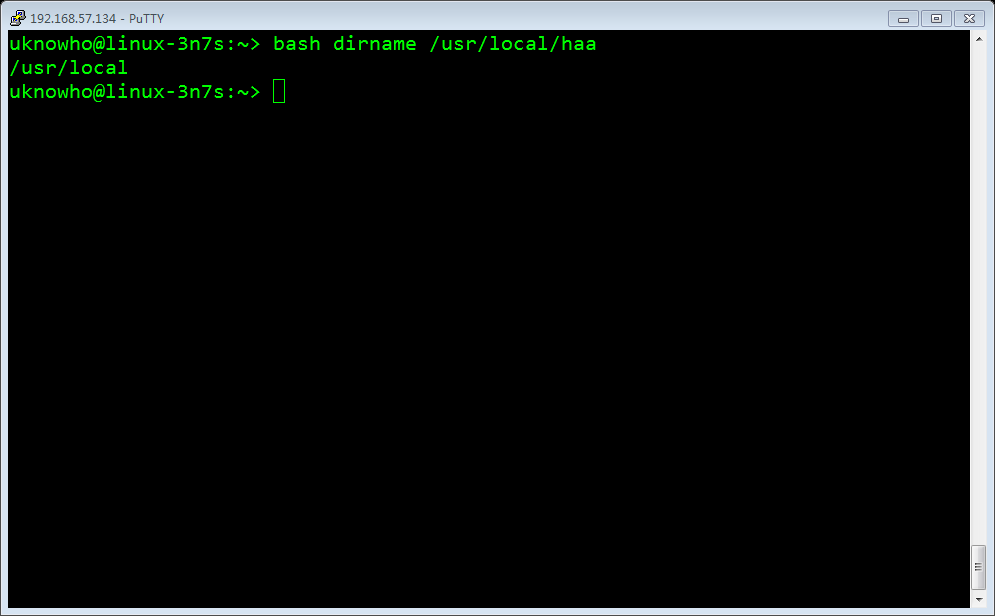 192.168.57.134 - PuTTY
uknowho@linux-3n7s:~> bash dirname /usr/local/haa
/usr/local
uknowho@linux-3n7s:~>